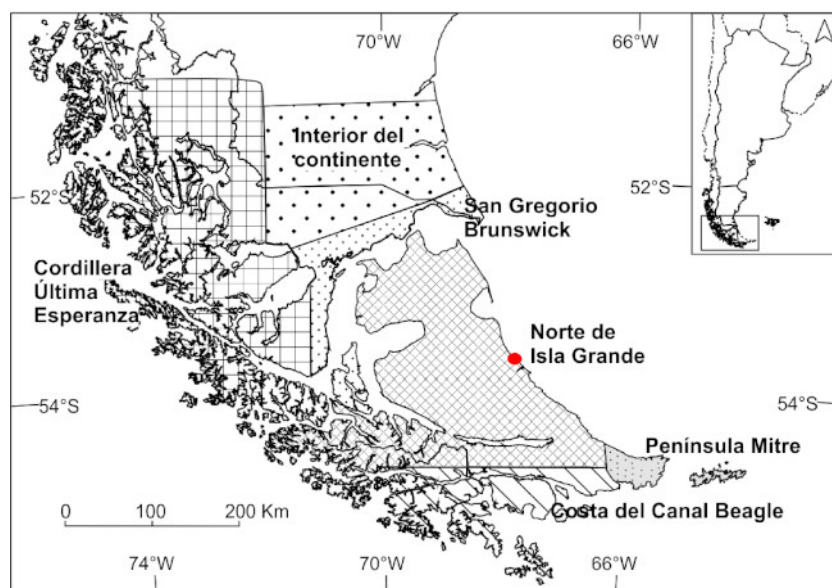 70°W
66°W
Interior del
continente
52°S
52°S
San Gregorio
Brunswick
Cordillera
Última
Esperanza
Norte de
Isla Grande
54°S
54°S
Península Mitre
0 100 200 Km
Costa del Canal Beagle
74°W
70°W
66°W